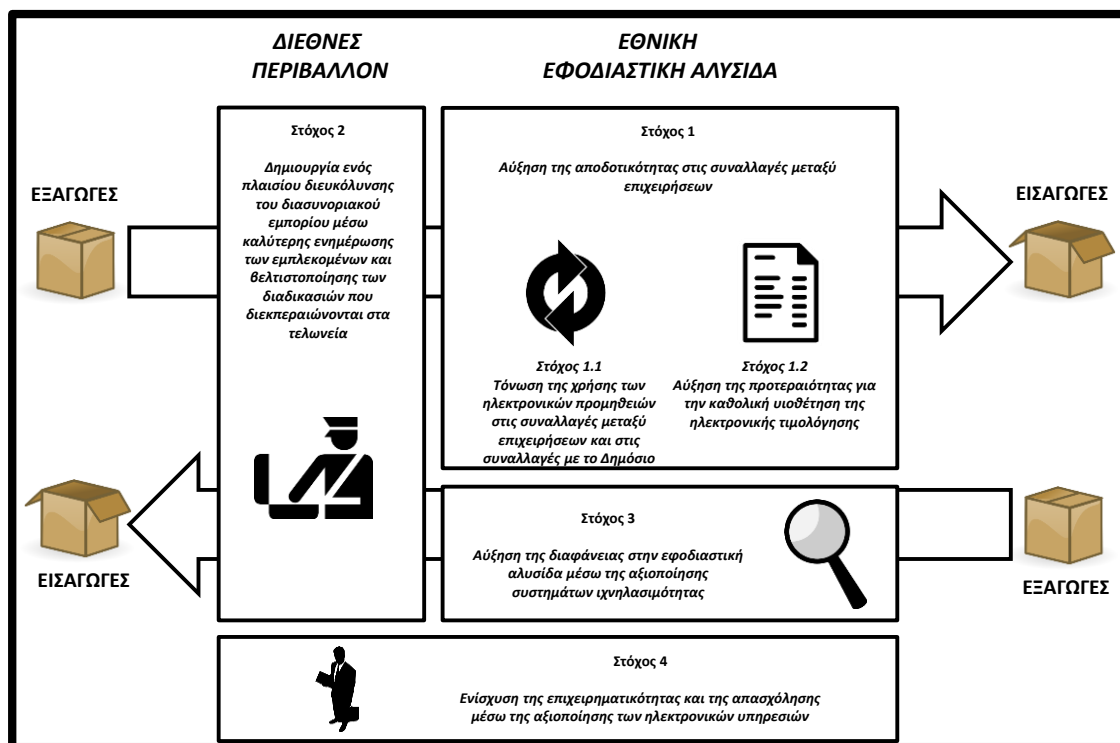 ΔΙΕΘΝΕΣ
ΠΕΡΙΒΑΛΛΟΝ
ΕΘΝΙΚΗ
ΕΦΟΔΙΑΣΤΙΚΗ ΑΛΥΣΙΔΑ
ΕΞΑΓΩΓΕΣ
Στόχος 2
Δημιουργία ενός
πλαισίου διευκόλυνσης
του διασυνοριακού
εμπορίου μέσω
καλύτερης ενημέρωσης
των εμπλεκομένων και
βελτιστοποίησης των
διαδικασιών που
διεκπεραιώνονται στα
τελωνεία
Στόχος 1
Αύξηση της αποδοτικότητας στις συναλλαγές μεταξύ
επιχειρήσεων
Στόχος 1.1
Τόνωση της χρήσης των
ηλεκτρονικών προμηθειών
στις συναλλαγές μεταξύ
επιχειρήσεων και στις
συναλλαγές με το Δημόσιο
Στόχος 1.2
Αύξηση της προτεραιότητας για
την καθολική υιοθέτηση της
ηλεκτρονικής τιμολόγησης
ΕΙΣΑΓΩΓΕΣ
ΕΙΣΑΓΩΓΕΣ
Στόχος 3
Αύξηση της διαφάνειας στην εφοδιαστική
αλυσίδα μέσω της αξιοποίησης
συστημάτων ιχνηλασιμότητας
ΕΞΑΓΩΓΕΣ
Στόχος 4
Ενίσχυση της επιχειρηματικότητας και της απασχόλησης
μέσω της αξιοποίησης των ηλεκτρονικών υπηρεσιών